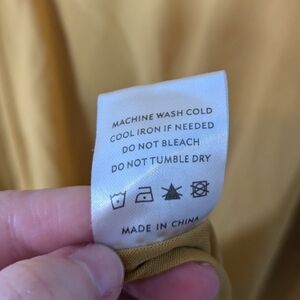 MACHINE WASH COLD
COOL IRON IF NEEDED
DO NOT BLEACH
DO NOT TUMBLE DRY
MADE IN CHINA